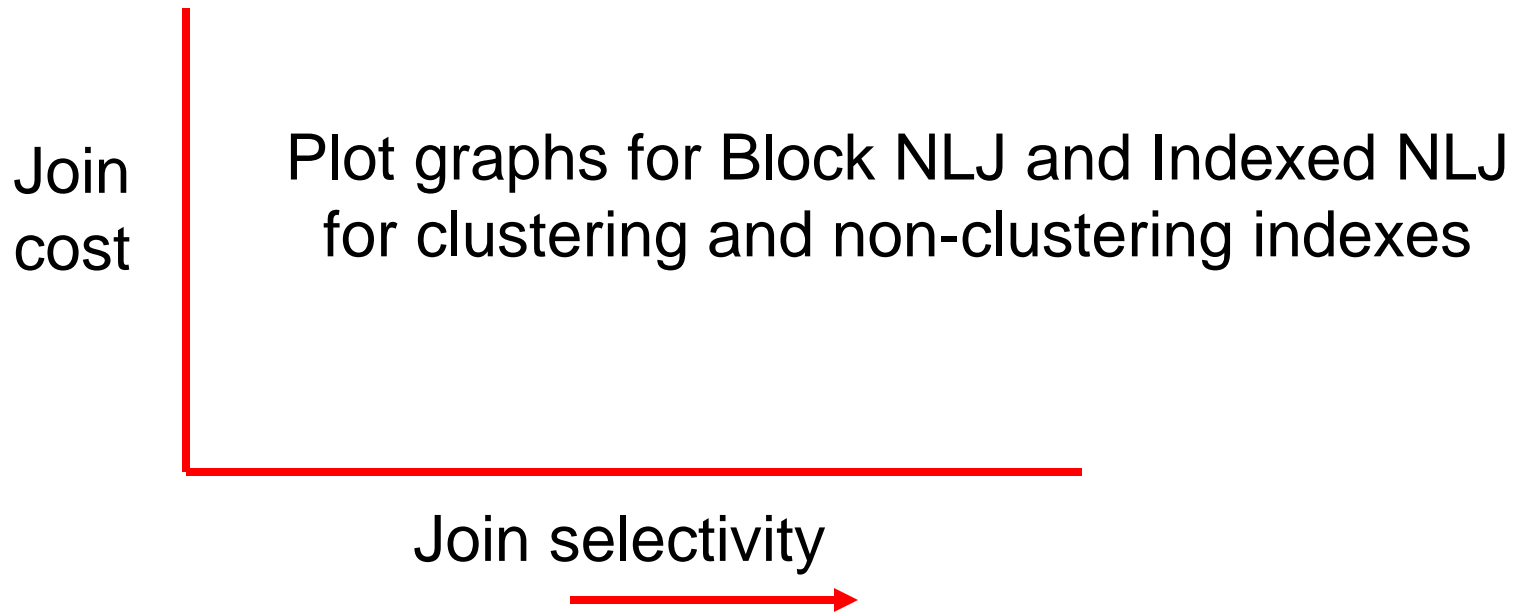 Join
cost
Plot graphs for Block NLJ and Indexed NLJ
for clustering and non-clustering indexes
Join selectivity